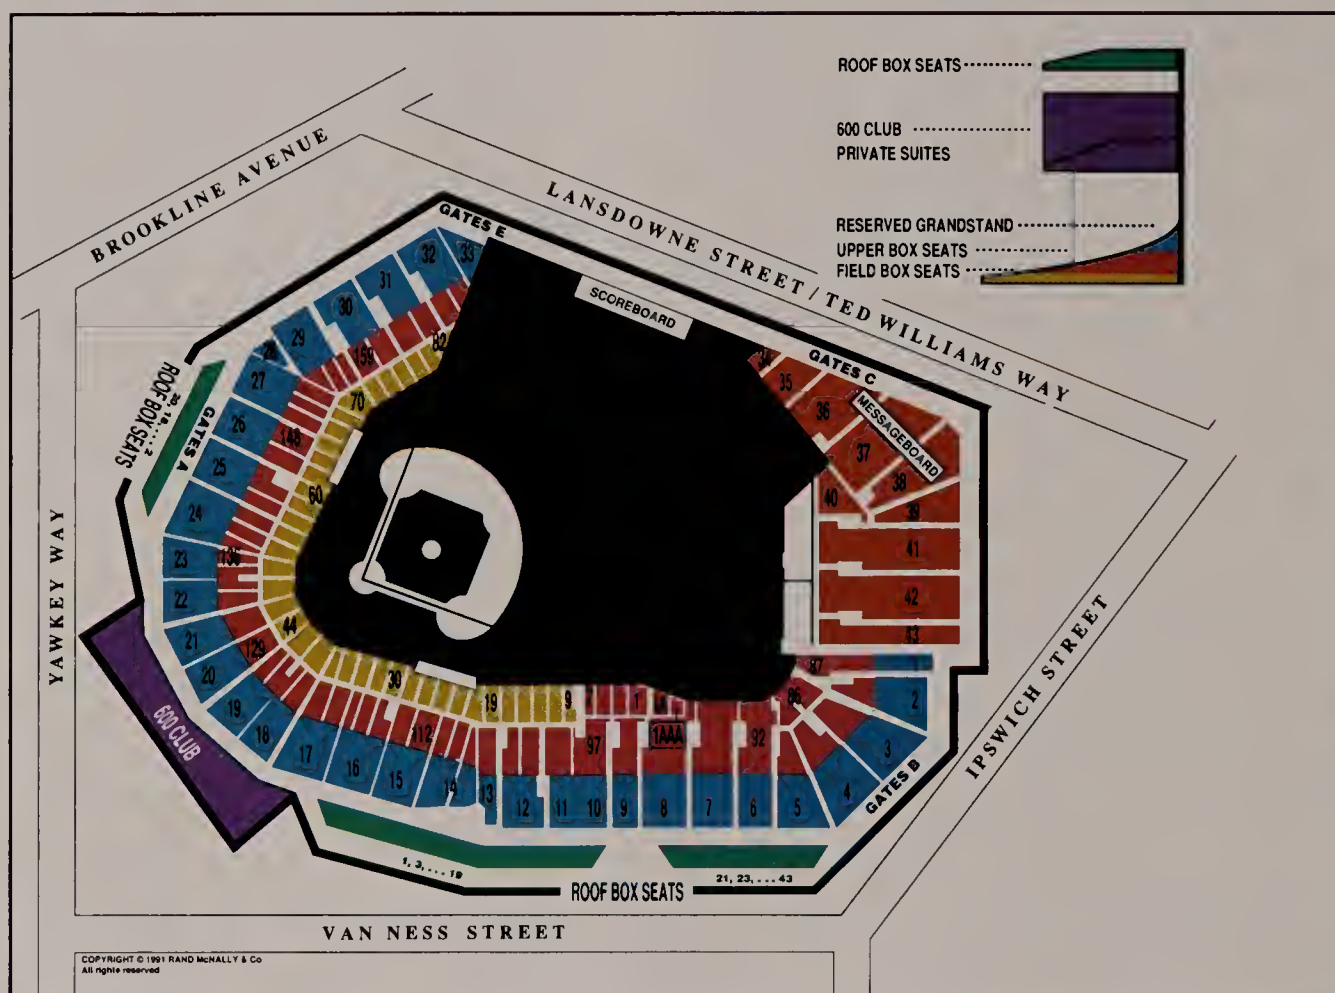 ROOF BOX SEATS
600 CLUB
PRIVATE SUITES
RESERVED GRANDSTAND
UPPER BOX SEATS
FIELD BOX SEATS
BROOKLINE AVENUE
LANSDOWNE STREET / TED WILLIAMS WAY
GATES E
SCOREBOARD
GATES C
MESSAGEBOARD
ROOF BOX SEATS
20, 18, . . . . 2
GATES A
YAWKEY WAY
600 CLUB
IPSWICH STREET
GATES B
33
32
31
30
29
28
27
26
25
24
23
22
21
20
19
18
17
16
15
14
13
12
11
10
9
8
7
6
5
4
3
2
159
148
136
129
112
97
1AAA
92
86
87
82
70
60
44
30
19
9
1
34
35
36
37
38
39
40
41
42
43
1, 3, . . . . 19
21, 23, . . . 43
ROOF BOX SEATS
VAN NESS STREET
COPYRIGHT © 1991 RAND McNALLY & Co
All rights reserved